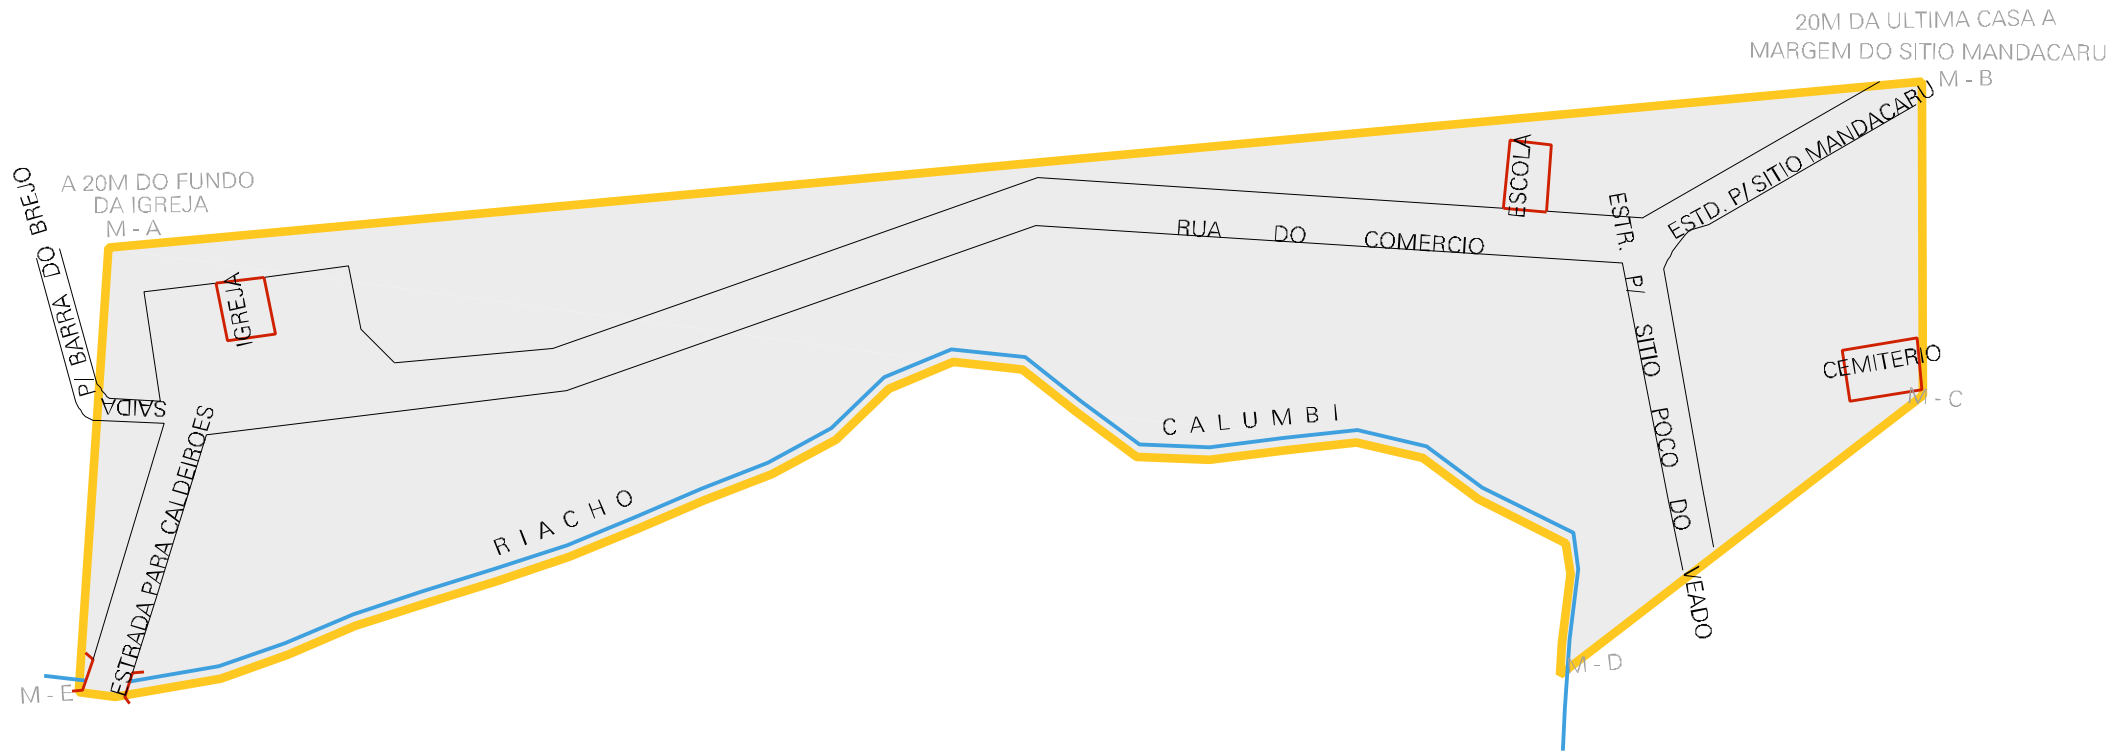 20M DA ULTIMA CASA A
MARGEM DO SITIO MANDACARU
M - B
A 20M DO FUNDO
DA IGREJA
M - A
P/ BARRA DO BREJO
SAIDA
IGREJA
ESCOLA
RUA DO COMERCIO
ESTD. P/ SITIO MANDACARU
ESTR. P/ SITIO POCO DO VEADO
CEMITERIO
M - C
RIACHO CALUMBI
ESTRADA PARA CALDEIROES
M - D
M - E